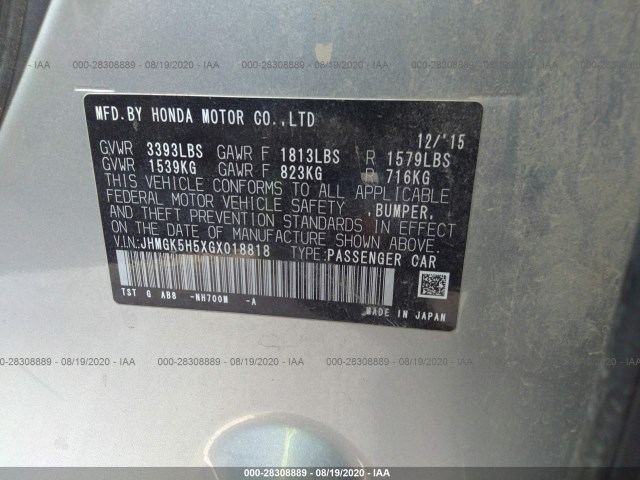 000-28308889 - 08/19/2020 - IAA
MFD.BY HONDA MOTOR CO.,LTD
12/'15
GVWR 3393LBS GAWR F 1813LBS R 1579LBS
GVWR 1539KG GAWR F 823KG R 716KG
THIS VEHICLE CONFORMS TO ALL APPLICABLE
FEDERAL MOTOR VEHICLE SAFETY ,BUMPER,
AND THEFT PREVENTION STANDARDS IN EFFECT
ON THE DATE OF MANUFACTURE SHOWN ABOVE.
V.I.N:JHMGK5H5XGX018818 TYPE:PASSENGER CAR
TST G AB8 -NH700M -A
MADE IN JAPAN
000-28308889 - 08/19/2020 - IAA
000-28308889 - 08/19/2020 - IAA